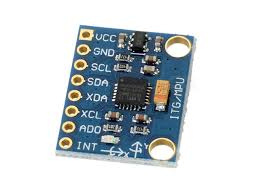 VCC
GND
SCL
SDA
XDA
XCL
ADO
INT
ITG/MPU
X
Y